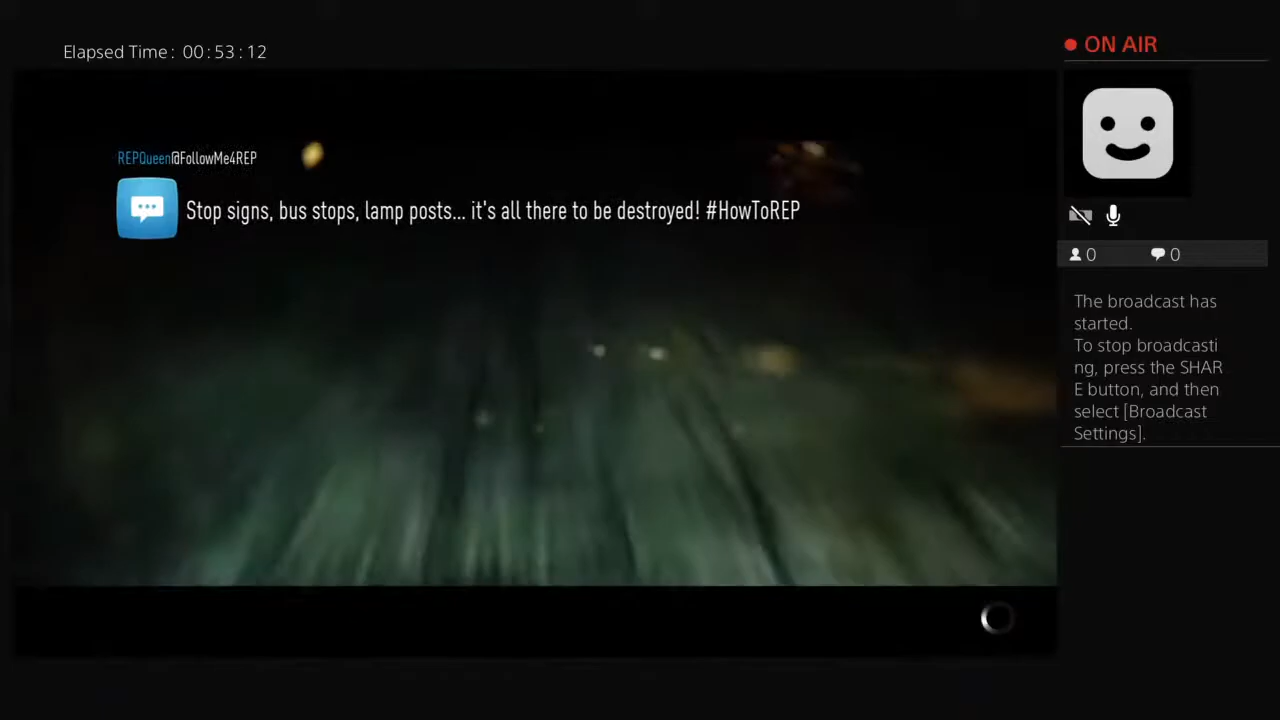 Elapsed Time: 00:53:12
ON AIR
REPQueen@FollowMe4REP
Stop signs, bus stops, lamp posts... it's all there to be destroyed! #HowToREP
0 0
The broadcast has
started.
To stop broadcasti
ng, press the SHAR
E button, and then
select [Broadcast
Settings].